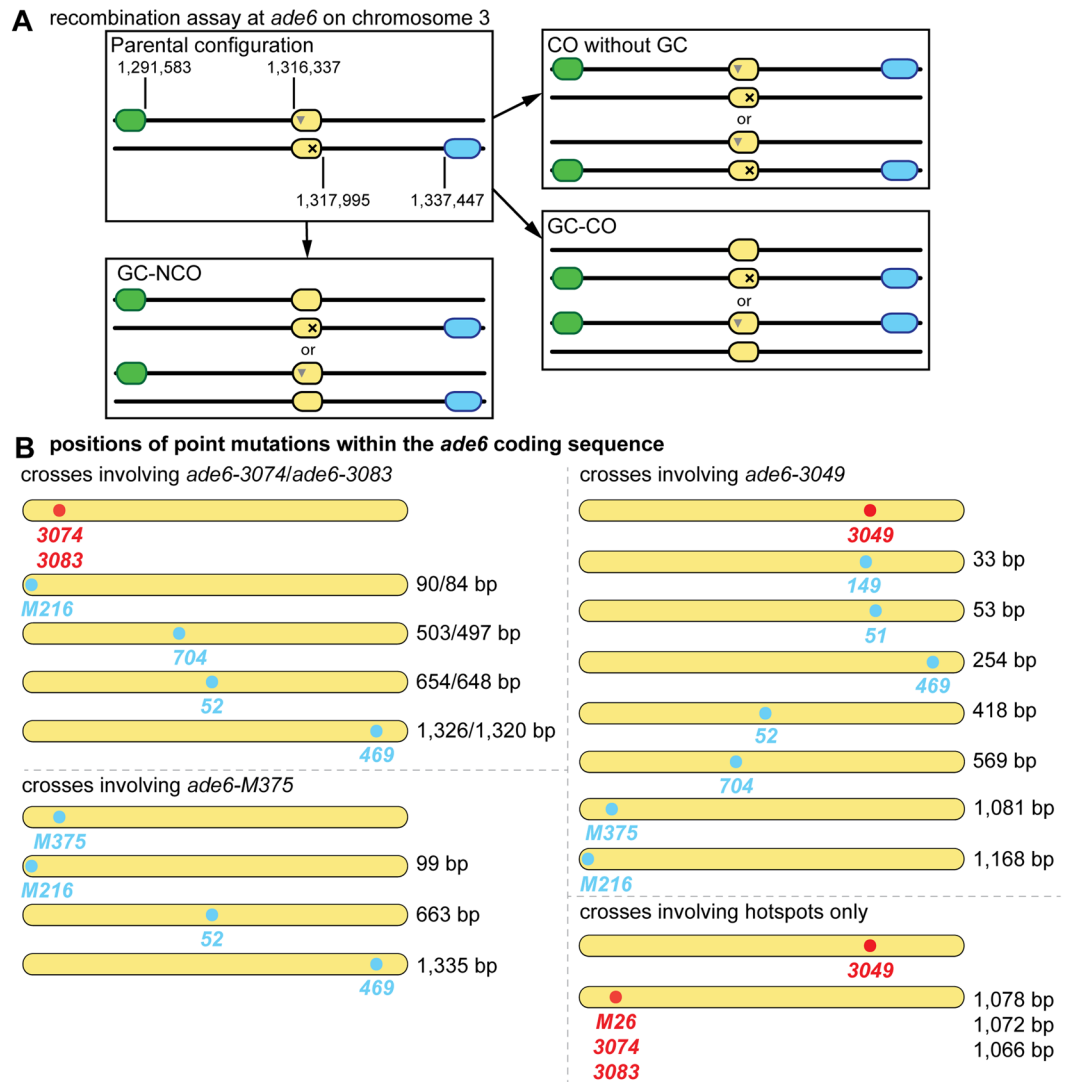 A recombination assay at ade6 on chromosome 3
Parental configuration
1,291,583
1,316,337
1,317,995
1,337,447
CO without GC
or
GC-CO
or
GC-NCO
or
B positions of point mutations within the ade6 coding sequence
crosses involving ade6-3074/ade6-3083
3074
3083
90/84 bp
M216
503/497 bp
704
654/648 bp
52
1,326/1,320 bp
469
crosses involving ade6-M375
M375
99 bp
M216
663 bp
52
1,335 bp
469
crosses involving ade6-3049
3049
33 bp
149
53 bp
51
254 bp
469
418 bp
52
569 bp
704
1,081 bp
M375
1,168 bp
M216
crosses involving hotspots only
3049
M26
3074
3083
1,078 bp
1,072 bp
1,066 bp